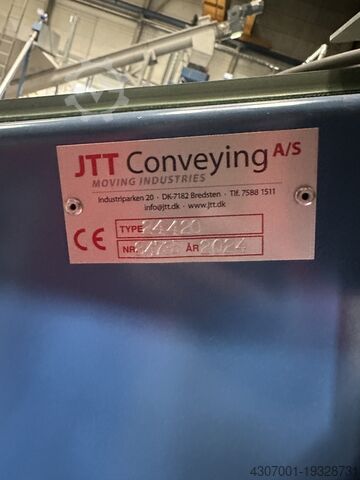 JTT Conveying A/S
MOVING INDUSTRIES
Industriparken 20 · DK-7182 Bredsten · Tlf. 7588 1511
info@jtt.dk · www.jtt.dk
CE TYPE 24420
NR. ÅR 2024
4307001-19328731